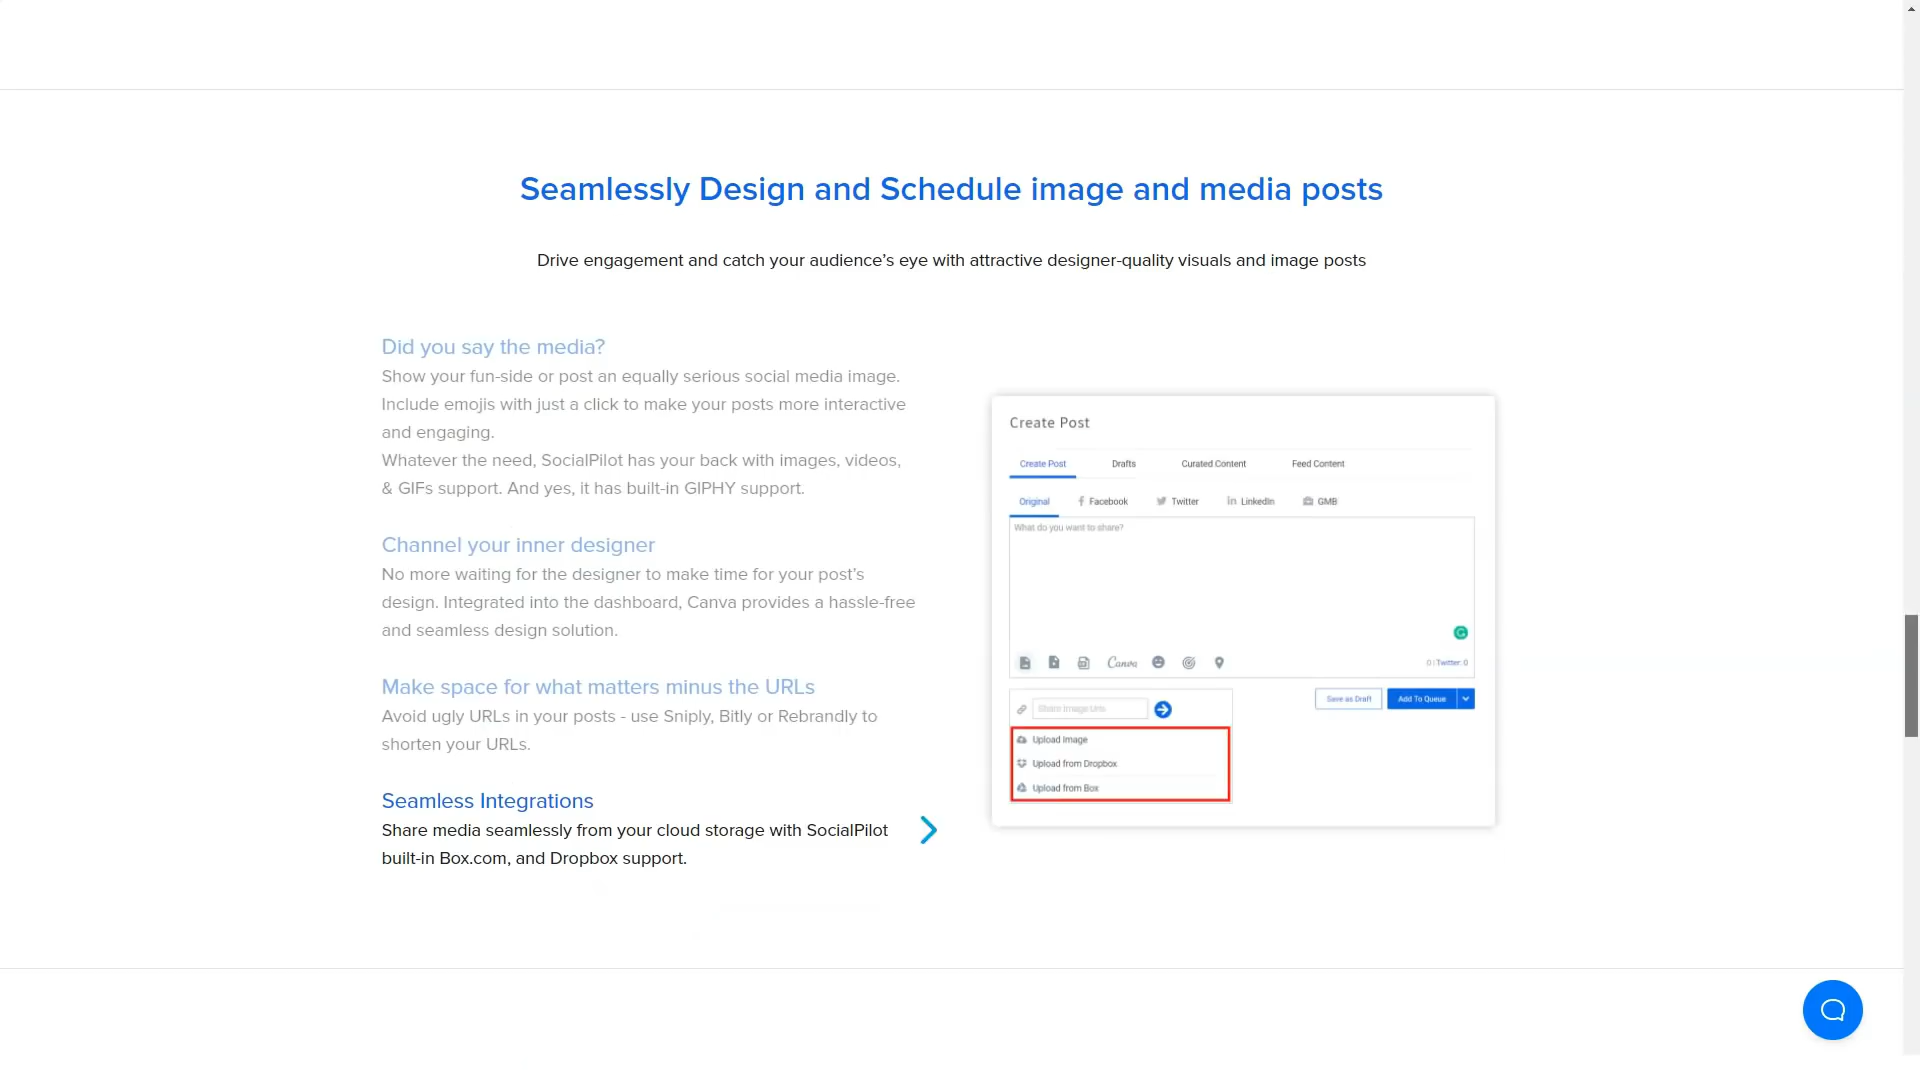 Seamlessly Design and Schedule image and media posts
Drive engagement and catch your audience’s eye with attractive designer-quality visuals and image posts
Did you say the media?
Show your fun-side or post an equally serious social media image.
Include emojis with just a click to make your posts more interactive
and engaging.
Whatever the need, SocialPilot has your back with images, videos,
& GIFs support. And yes, it has built-in GIPHY support.
Channel your inner designer
No more waiting for the designer to make time for your post’s
design. Integrated into the dashboard, Canva provides a hassle-free
and seamless design solution.
Make space for what matters minus the URLs
Avoid ugly URLs in your posts - use Sniply, Bitly or Rebrandly to
shorten your URLs.
Seamless Integrations
Share media seamlessly from your cloud storage with SocialPilot
built-in Box.com, and Dropbox support.
Create Post
Create Post Drafts Curated Content Feed Content
Original Facebook Twitter LinkedIn GMB
What do you want to share?
Canva 0 | Twitter: 0
Share Image Urls Save as Draft Add To Queue
Upload Image
Upload from Dropbox
Upload from Box